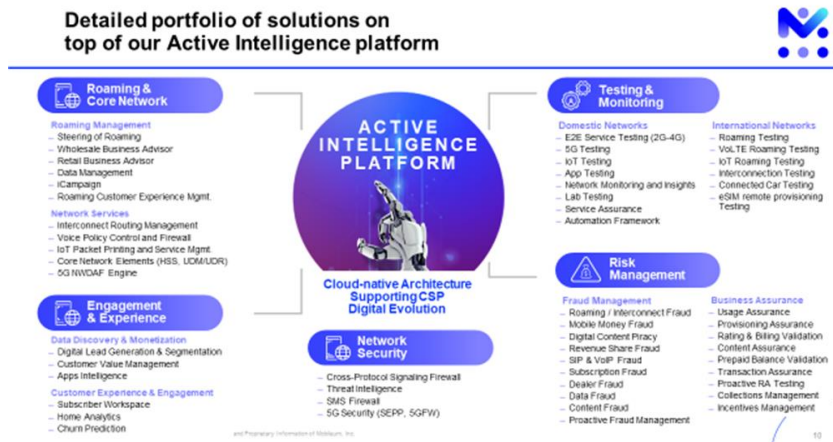 Detailed portfolio of solutions on
top of our Active Intelligence platform
Roaming &
Core Network
Roaming Management
– Steering of Roaming
– Wholesale Business Advisor
– Retail Business Advisor
– Data Management
– iCampaign
– Roaming Customer Experience Mgmt.
Network Services
– Interconnect Routing Management
– Voice Policy Control and Firewall
– IoT Packet Printing and Service Mgmt.
– Core Network Elements (HSS, UDM/UDR)
– 5G NWDAF Engine
Engagement
& Experience
Data Discovery & Monetization
– Digital Lead Generation & Segmentation
– Customer Value Management
– Apps Intelligence
Customer Experience & Engagement
– Subscriber Workspace
– Home Analytics
– Churn Prediction
ACTIVE
INTELLIGENCE
PLATFORM
Cloud-native Architecture
Supporting CSP
Digital Evolution
Network
Security
– Cross-Protocol Signaling Firewall
– Threat Intelligence
– SMS Firewall
– 5G Security (SEPP, 5GFW)
Testing &
Monitoring
Domestic Networks
– E2E Service Testing (2G-4G)
– 5G Testing
– IoT Testing
– App Testing
– Network Monitoring and Insights
– Lab Testing
– Service Assurance
– Automation Framework
International Networks
– Roaming Testing
– VoLTE Roaming Testing
– IoT Roaming Testing
– Interconnection Testing
– Connected Car Testing
– eSIM remote provisioning
Testing
Risk
Management
Fraud Management
– Roaming / Interconnect Fraud
– Mobile Money Fraud
– Digital Content Piracy
– Revenue Share Fraud
– SIP & VoIP Fraud
– Subscription Fraud
– Dealer Fraud
– Data Fraud
– Content Fraud
– Proactive Fraud Management
Business Assurance
– Usage Assurance
– Provisioning Assurance
– Rating & Billing Validation
– Content Assurance
– Prepaid Balance Validation
– Transaction Assurance
– Proactive RA Testing
– Collections Management
– Incentives Management
and Proprietary Information of Mobileum, Inc.
10